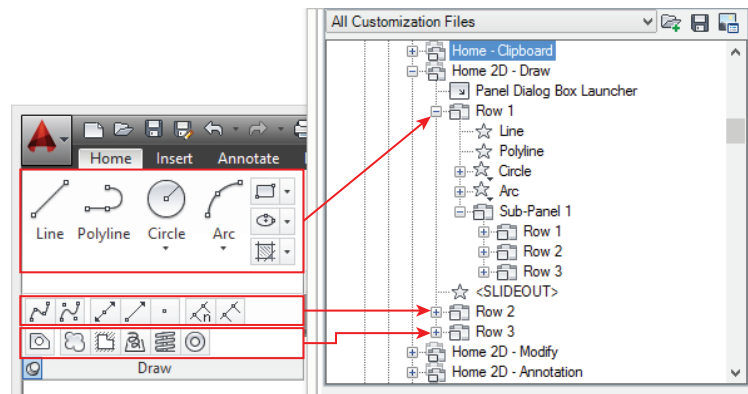 All Customization Files
Home - Clipboard
Home 2D - Draw
Panel Dialog Box Launcher
Row 1
Line
Polyline
Circle
Arc
Sub-Panel 1
Row 1
Row 2
Row 3
<SLIDEOUT>
Row 2
Row 3
Home 2D - Modify
Home 2D - Annotation
Home Insert Annotate
Line Polyline Circle Arc
n
Draw